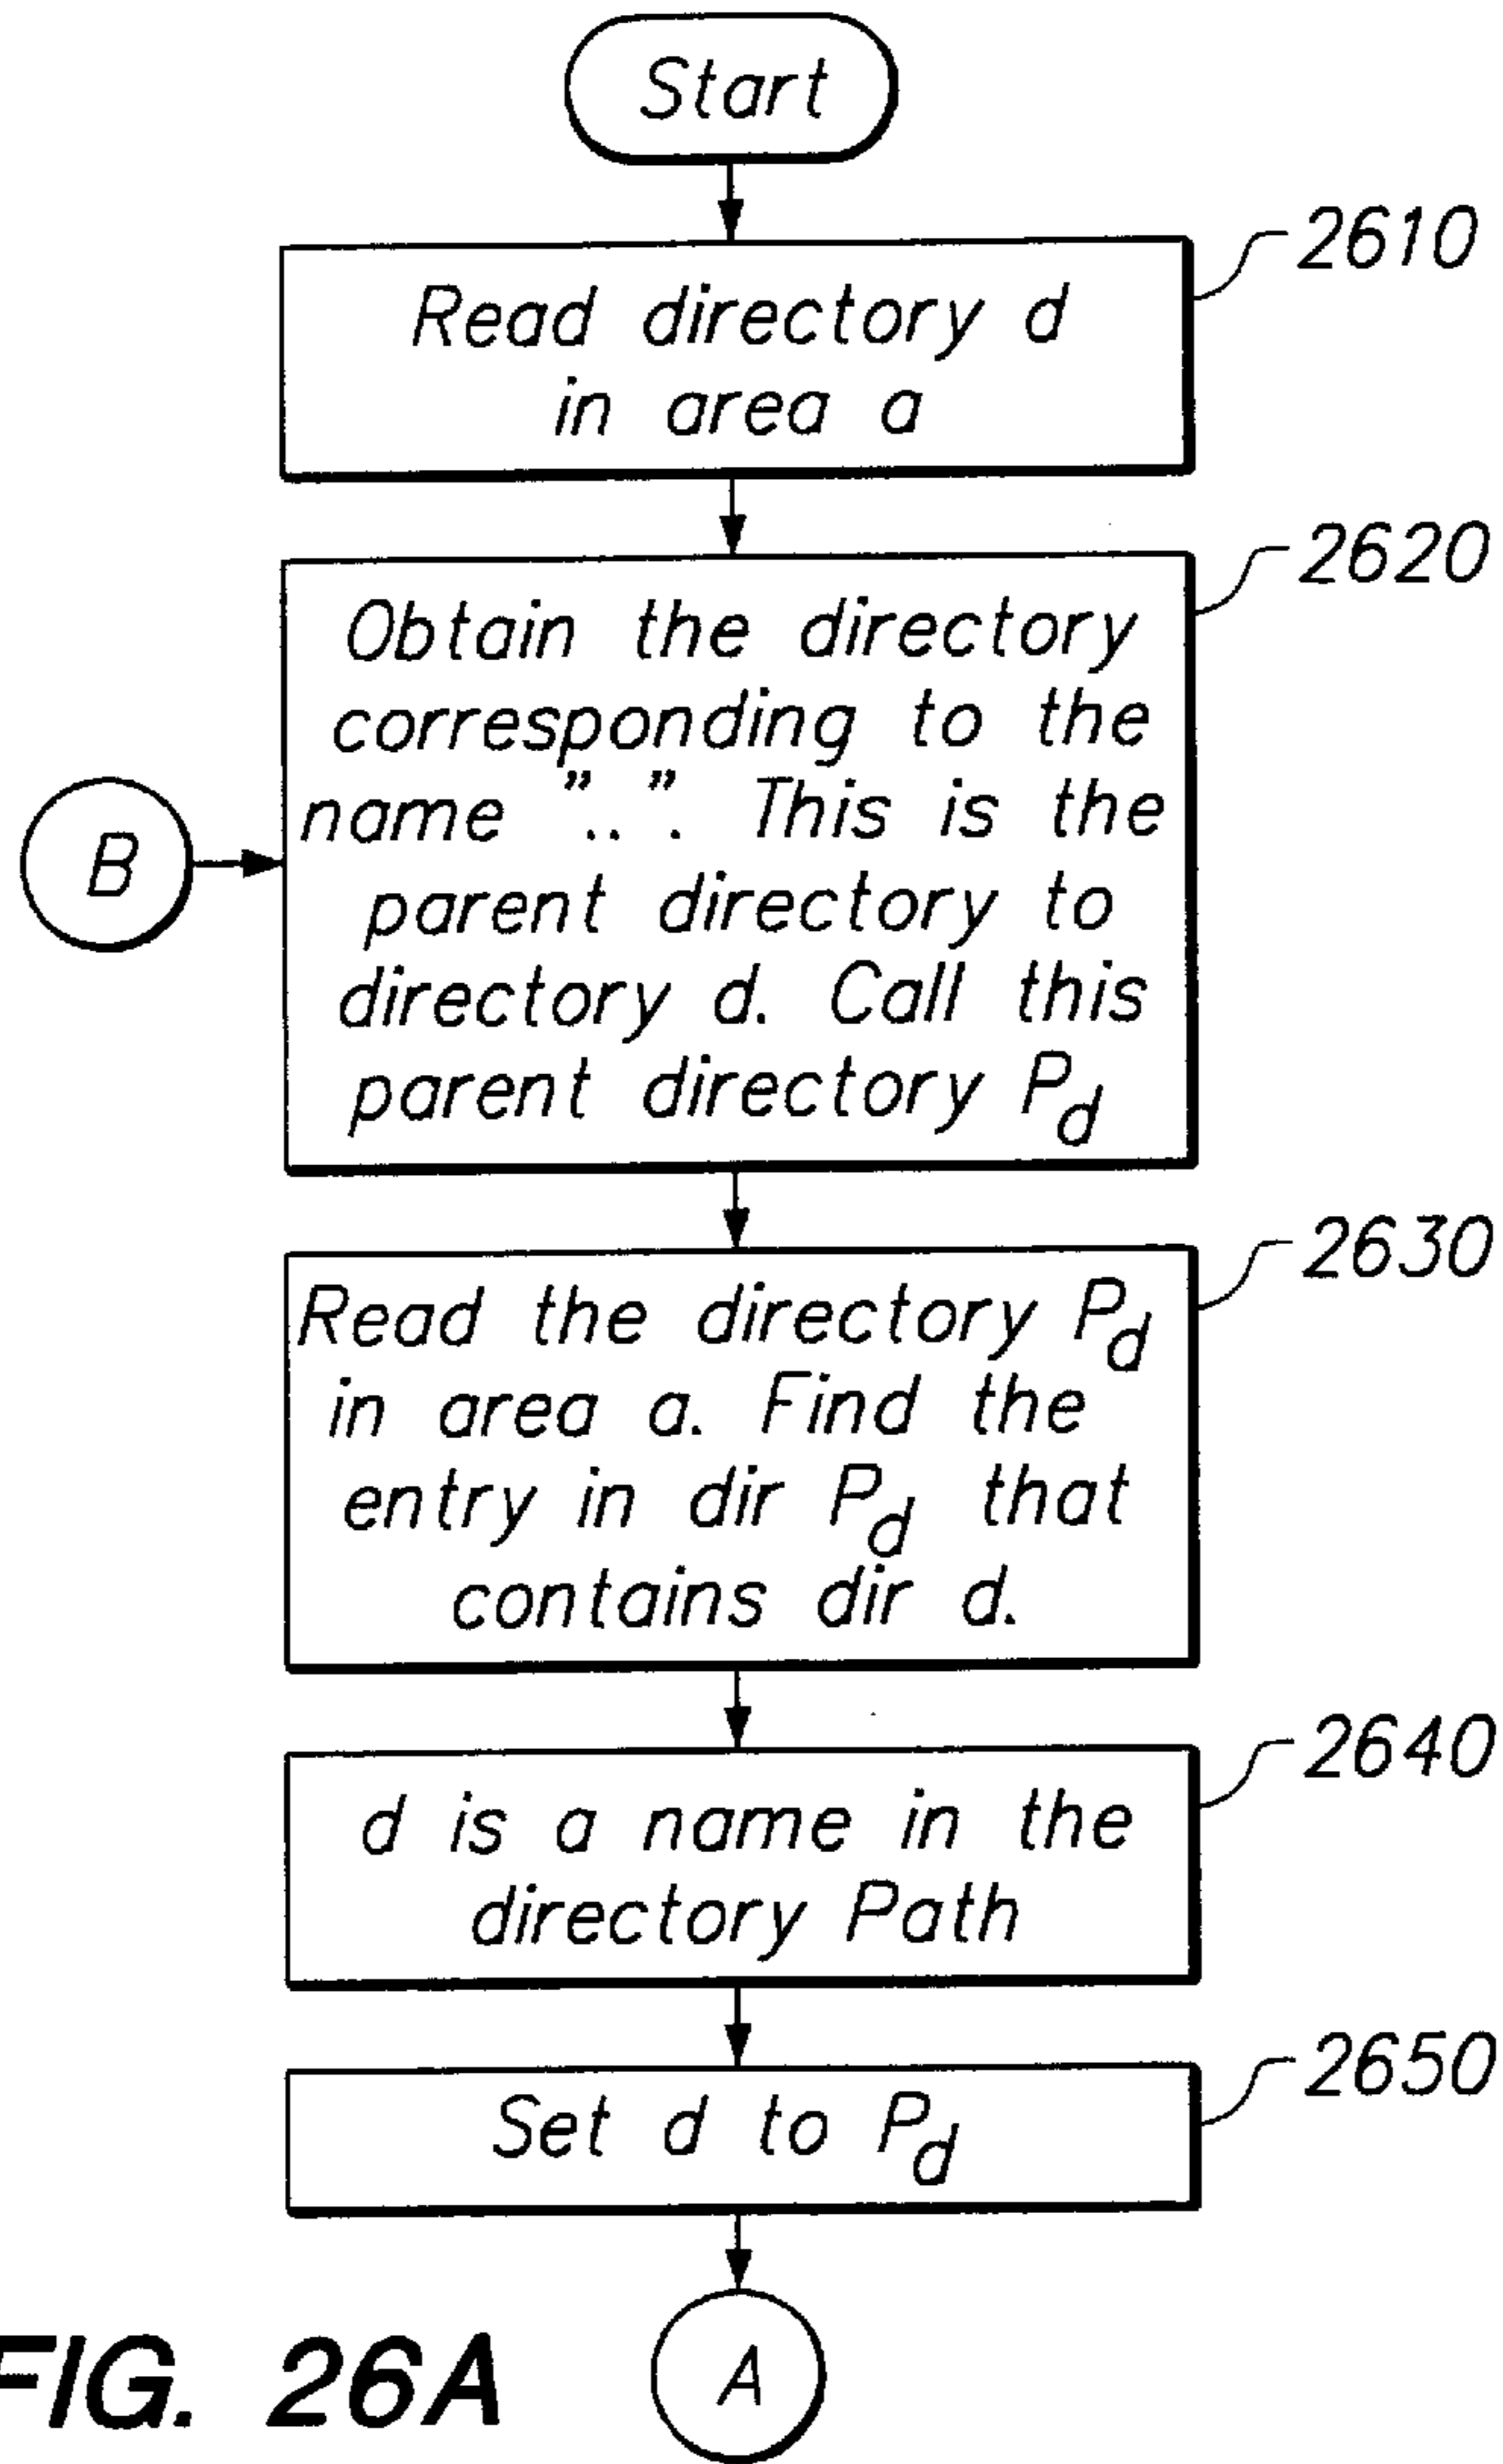 Start
2610
Read directory d
in area a
2620
Obtain the directory
corresponding to the
name "..". This is the
parent directory to
directory d. Call this
parent directory Pd
B
2630
Read the directory Pd
in area a. Find the
entry in dir Pd that
contains dir d.
2640
d is a name in the
directory Path
2650
Set d to Pd
A
FIG. 26A